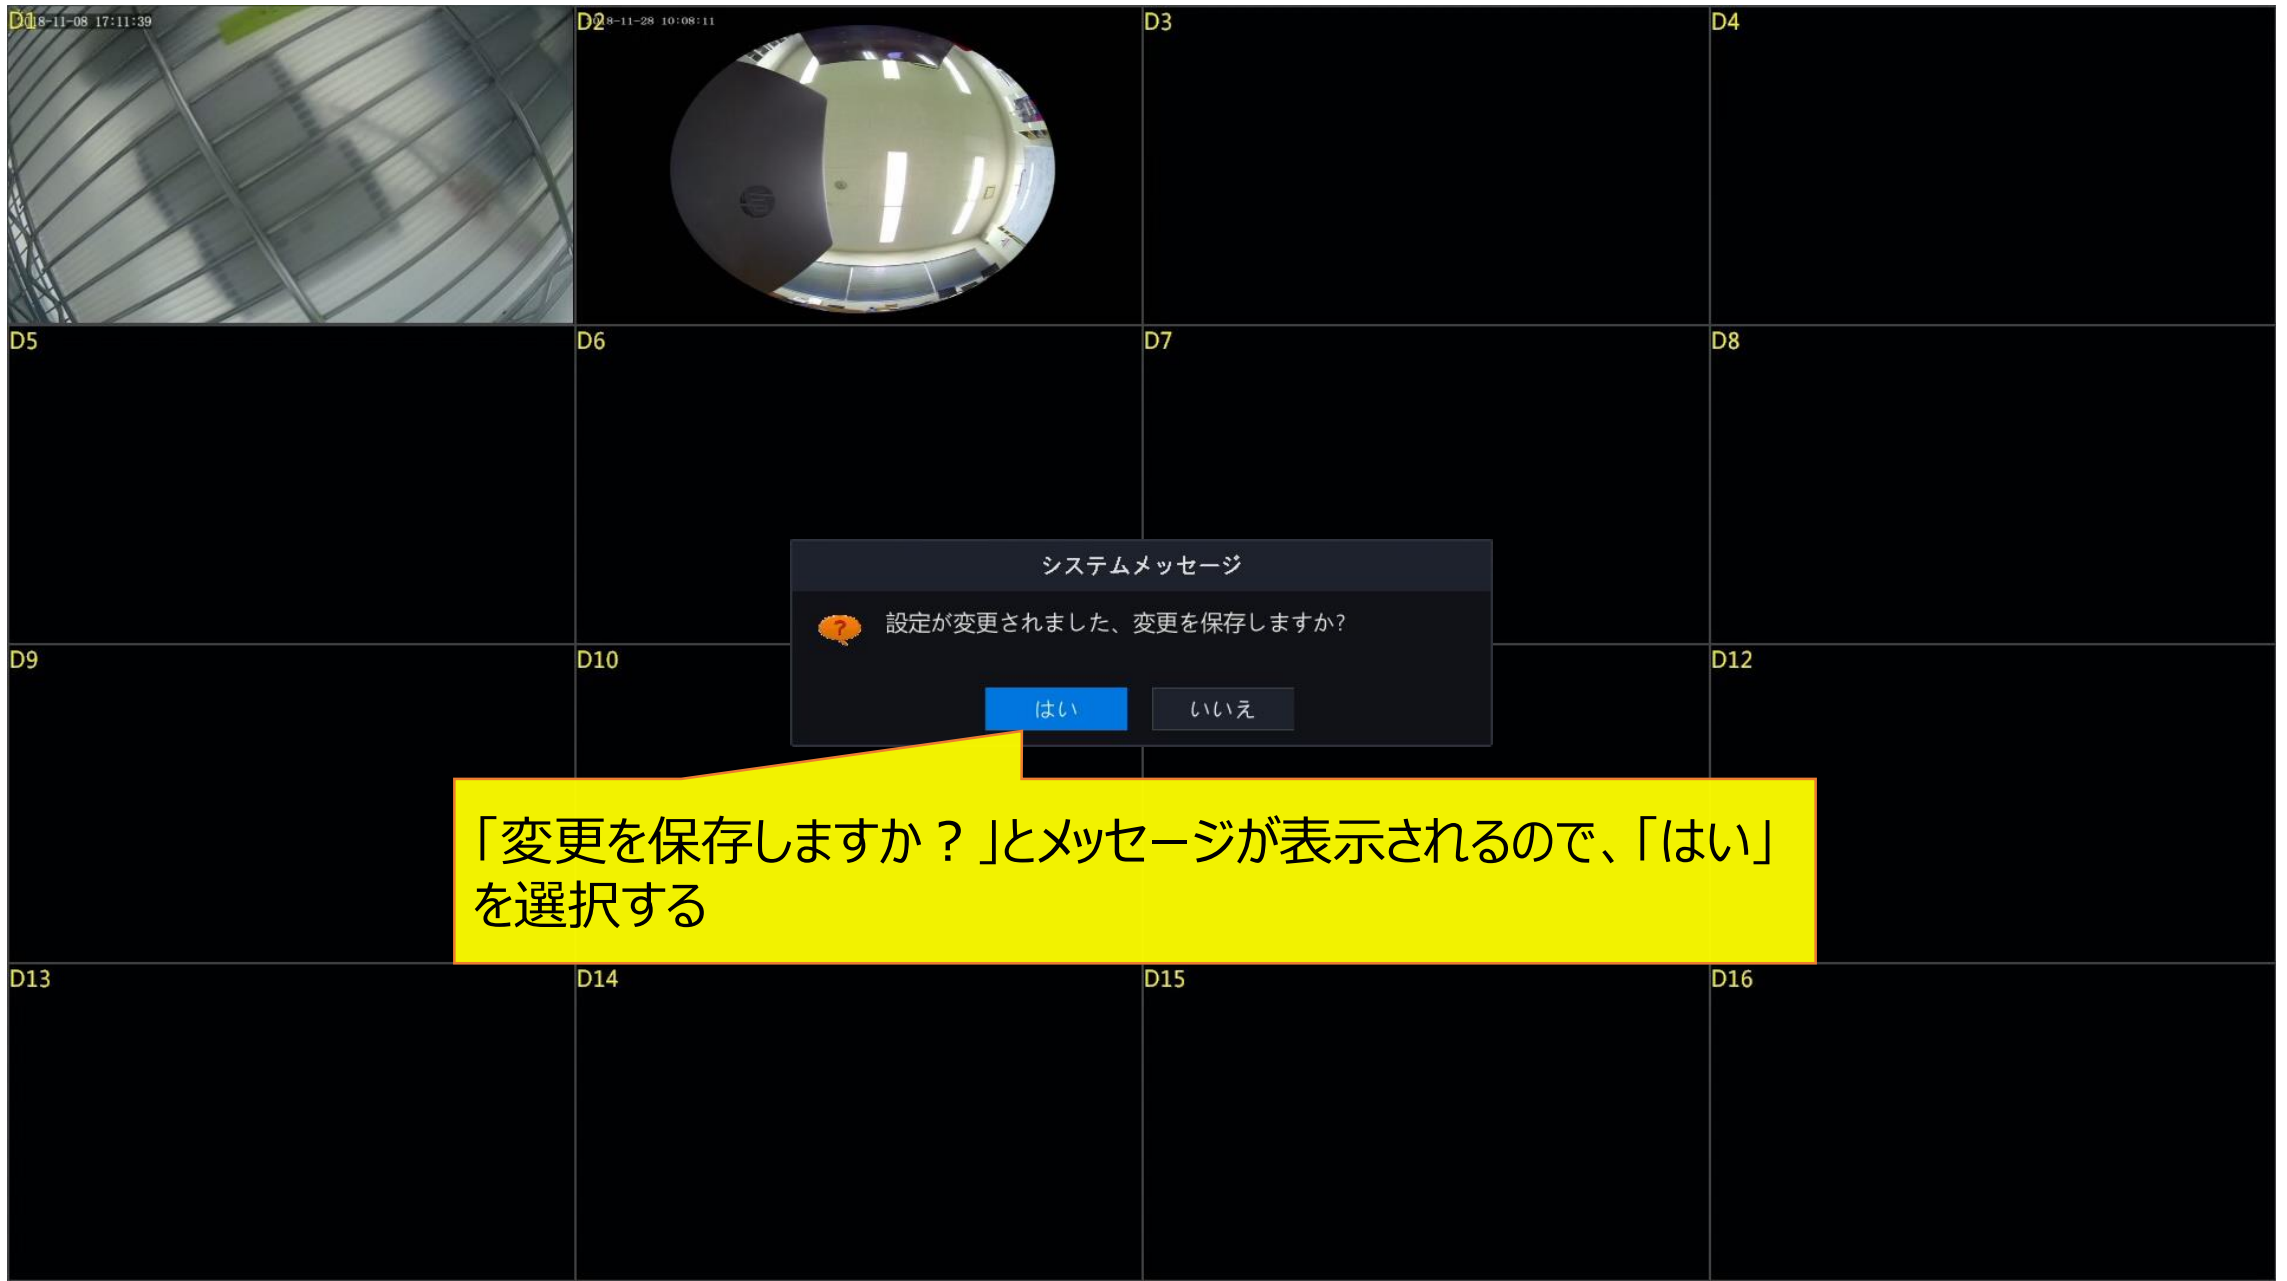 D1
18-11-08 17:11:39
D2
18-11-28 10:08:11
D3
D4
D5
D6
D7
D8
システムメッセージ
設定が変更されました、変更を保存しますか?
はい
いいえ
D9
D10
D12
「変更を保存しますか？」とメッセージが表示されるので、「はい」
を選択する
D13
D14
D15
D16